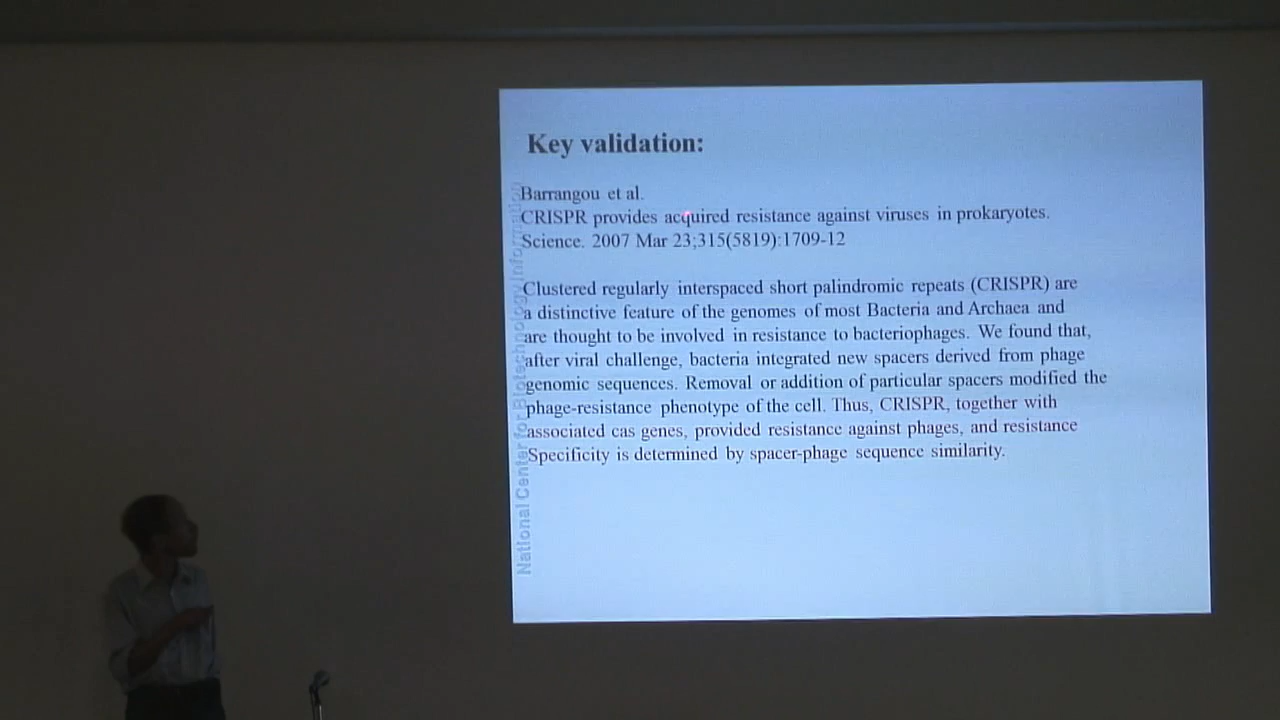 Key validation:
Barrangou et al.
CRISPR provides acquired resistance against viruses in prokaryotes.
Science. 2007 Mar 23;315(5819):1709-12
Clustered regularly interspaced short palindromic repeats (CRISPR) are
a distinctive feature of the genomes of most Bacteria and Archaea and
are thought to be involved in resistance to bacteriophages. We found that,
after viral challenge, bacteria integrated new spacers derived from phage
genomic sequences. Removal or addition of particular spacers modified the
phage-resistance phenotype of the cell. Thus, CRISPR, together with
associated cas genes, provided resistance against phages, and resistance
Specificity is determined by spacer-phage sequence similarity.
National Center for Biotechnology Information